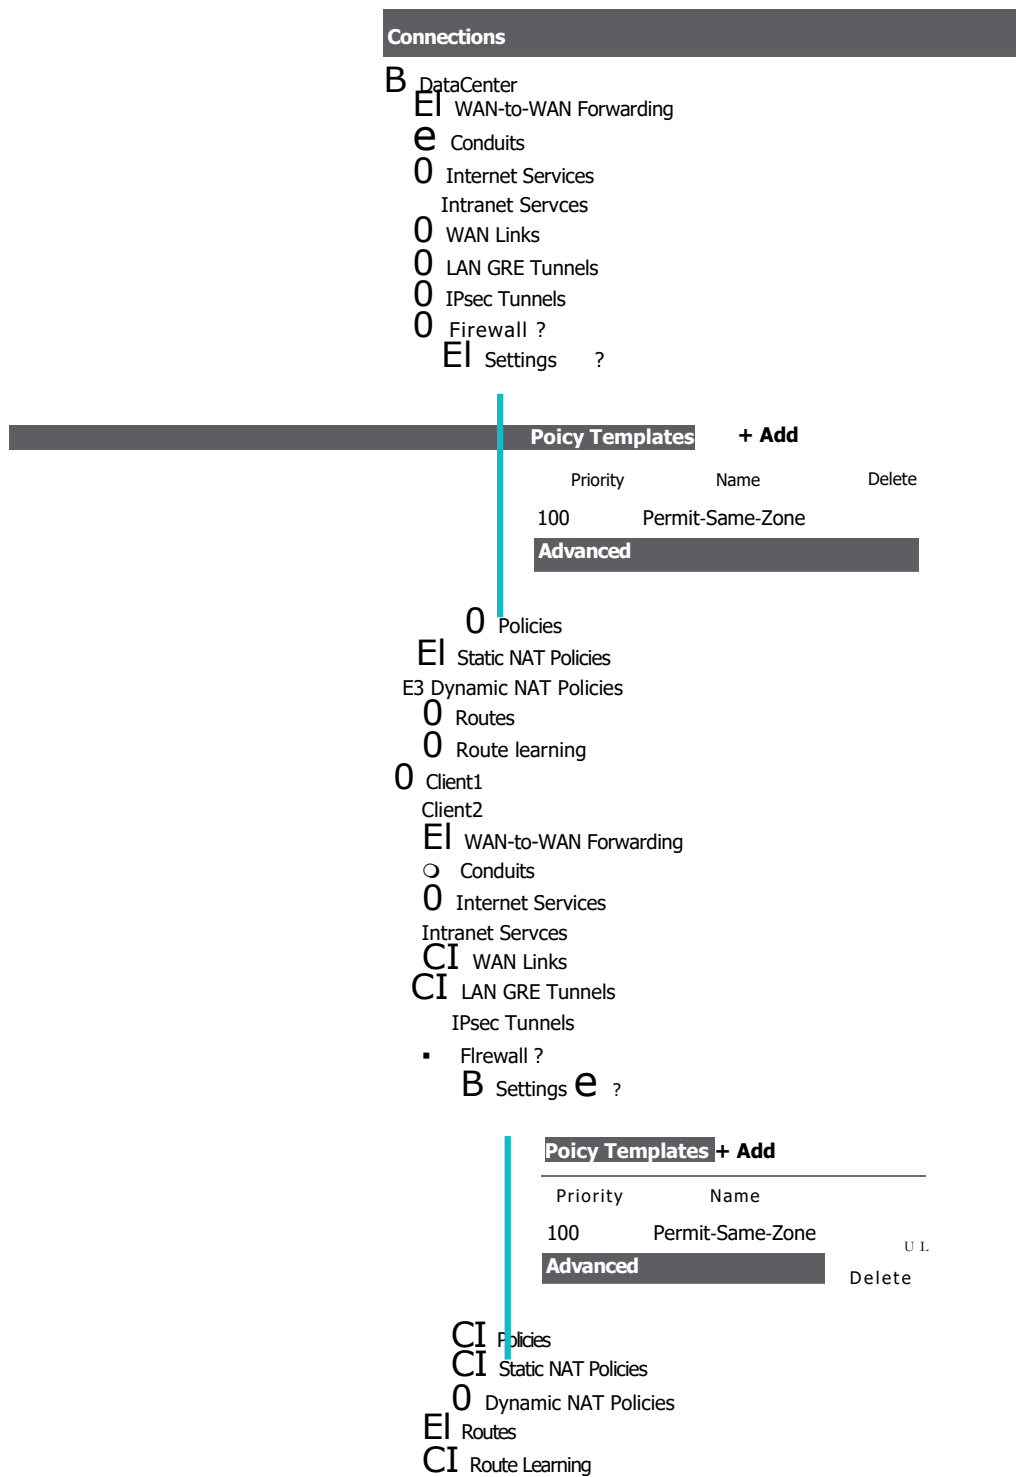 Connections
B DataCenter
El WAN-to-WAN Forwarding
e Conduits
0 Internet Services
Intranet Servces
0 WAN Links
0 LAN GRE Tunnels
0 IPsec Tunnels
0 Firewall ?
El Settings ?
Poicy Templates + Add
Priority Name Delete
100 Permit-Same-Zone
Advanced
0 Policies
El Static NAT Policies
E3 Dynamic NAT Policies
0 Routes
0 Route learning
0 Client1
Client2
El WAN-to-WAN Forwarding
❍ Conduits
0 Internet Services
Intranet Servces
CI WAN Links
CI LAN GRE Tunnels
IPsec Tunnels
▪ Flrewall ?
B Settings e ?
Poicy Templates + Add
Priority Name
100 Permit-Same-Zone
U L
Advanced
Delete
CI Policies
CI Static NAT Policies
0 Dynamic NAT Policies
El Routes
CI Route Learning